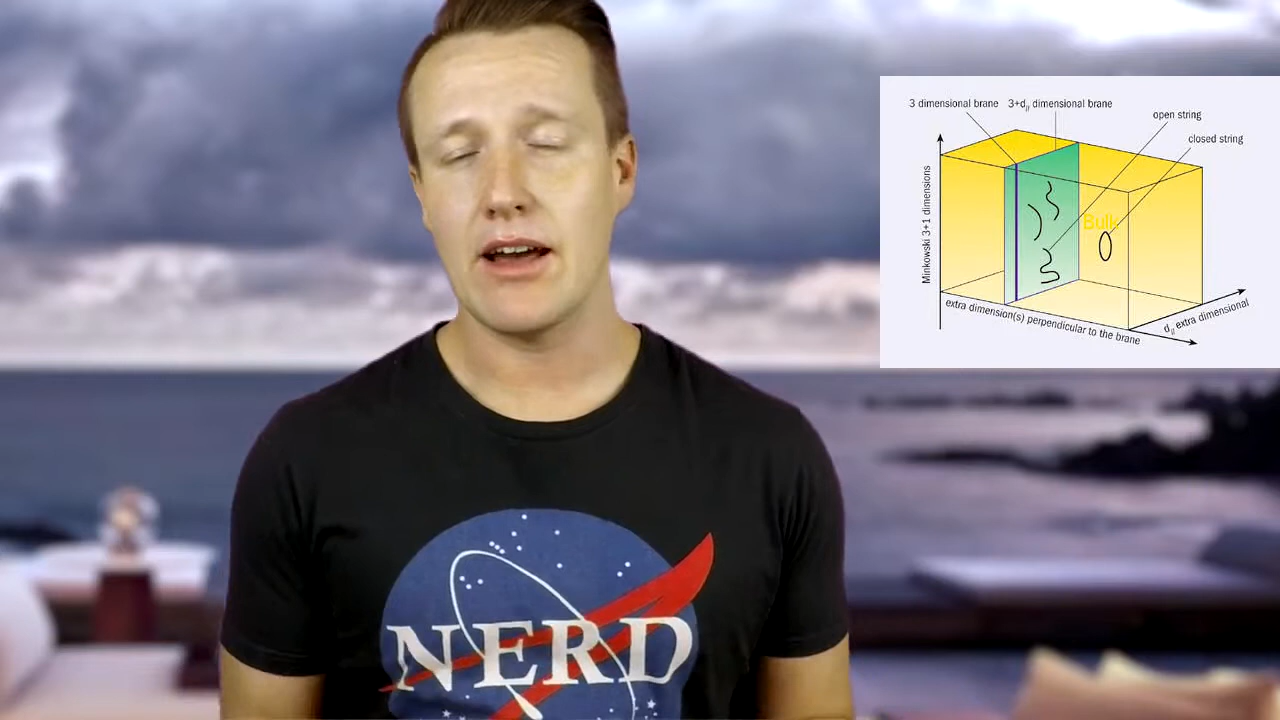 3 dimensional brane
3+d∥ dimensional brane
open string
closed string
Minkowski 3+1 dimensions
Bulk
extra dimension(s) perpendicular to the brane
d∥ extra dimensional
NERD